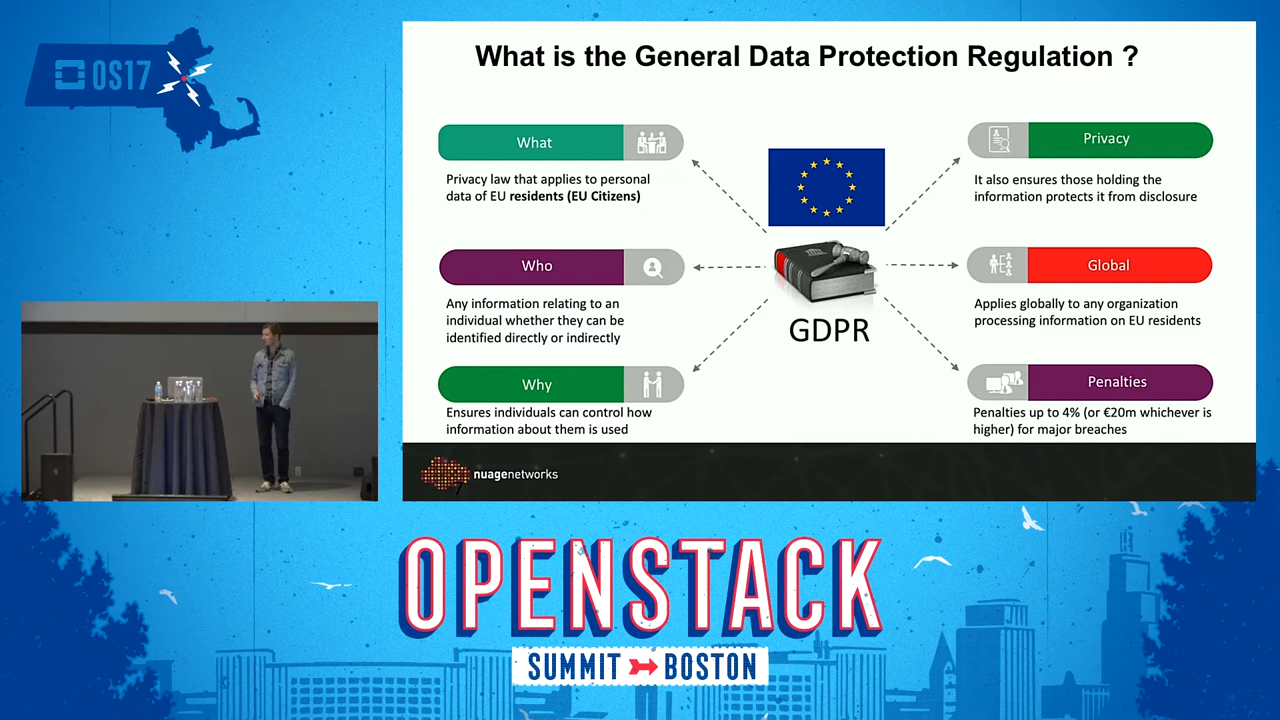 OS17
What is the General Data Protection Regulation ?
What
Privacy law that applies to personal
data of EU residents (EU Citizens)
Who
Any information relating to an
individual whether they can be
identified directly or indirectly
Why
Ensures individuals can control how
information about them is used
GDPR
Privacy
It also ensures those holding the
information protects it from disclosure
Global
Applies globally to any organization
processing information on EU residents
Penalties
Penalties up to 4% (or €20m whichever is
higher) for major breaches
nuagenetworks
OPENSTACK
SUMMIT BOSTON